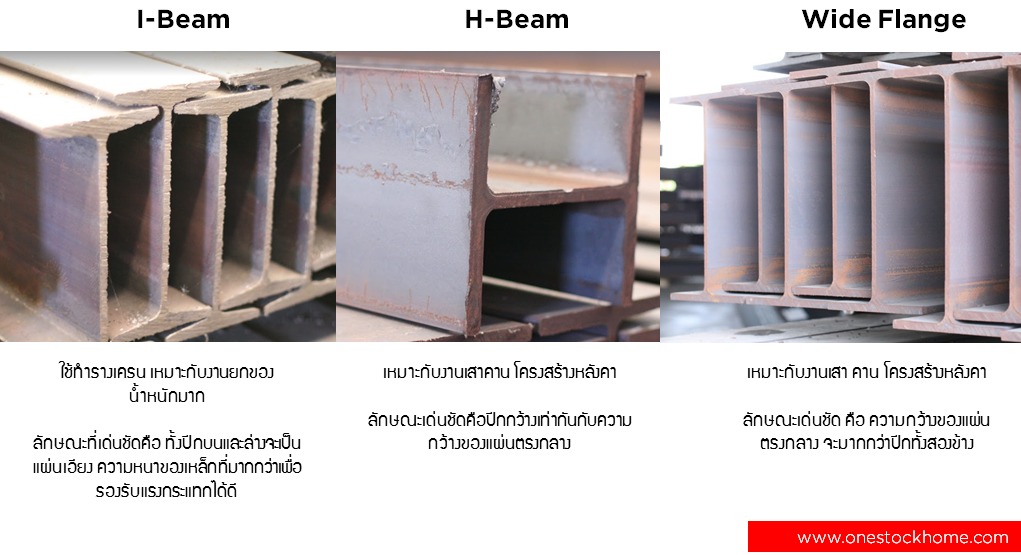 I-Beam
H-Beam
Wide Flange
ใช้ทำรางเครน เหมาะกับงานยกของ
น้ำหนักมาก
ลักษณะที่เด่นชัดคือ ทั้งปีกบนและล่างจะเป็น
แผ่นเอียง ความหนาของเหล็กที่มากกว่าเพื่อ
รองรับแรงกระแทกได้ดี
เหมาะกับงานเสาคาน โครงสร้างหลังคา
ลักษณะเด่นชัดคือปีกกว้างเท่ากันกับความ
กว้างของแผ่นตรงกลาง
เหมาะกับงานเสา คาน โครงสร้างหลังคา
ลักษณะเด่นชัด คือ ความกว้างของแผ่น
ตรงกลาง จะมากกว่าปีกทั้งสองข้าง
www.onestockhome.com